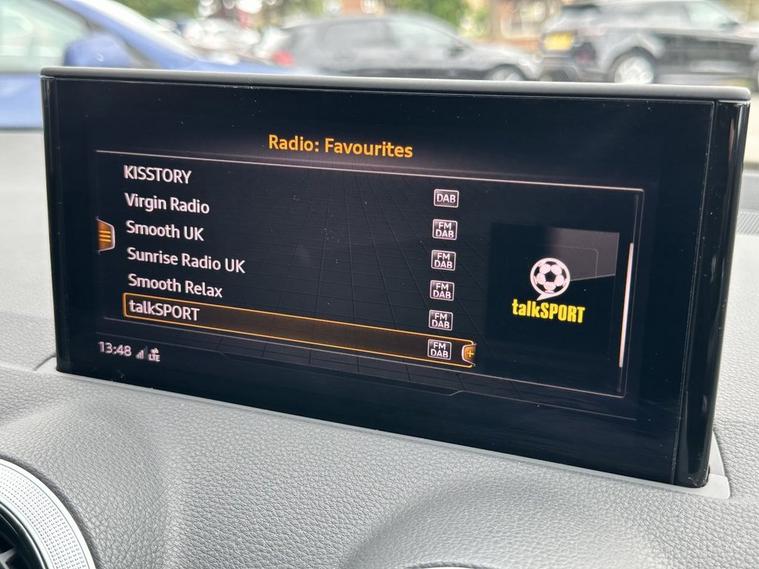 Radio: Favourites
KISSTORY DAB
Virgin Radio FM DAB
Smooth UK FM DAB
Sunrise Radio UK FM DAB
Smooth Relax FM DAB
talkSPORT FM DAB
talkSPORT
13:48 LTE